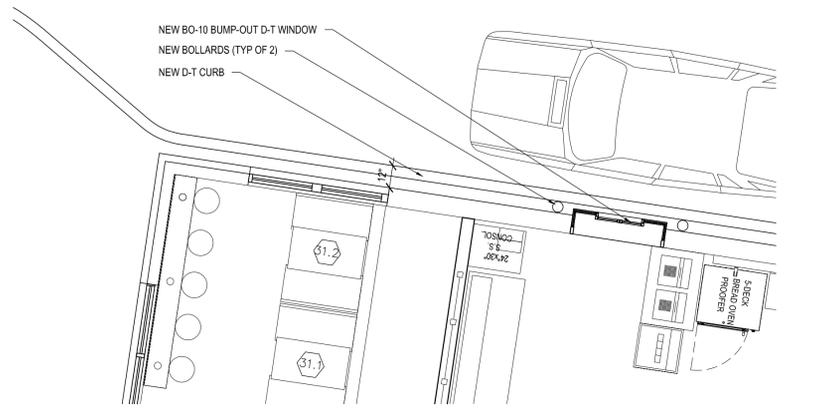 NEW BO-10 BUMP-OUT D-T WINDOW
NEW BOLLARDS (TYP OF 2)
NEW D-T CURB
12"
31.2
31.1
24"x30"
S.S.
CONSOL
5-DECK
BREAD OVEN
PROOFER